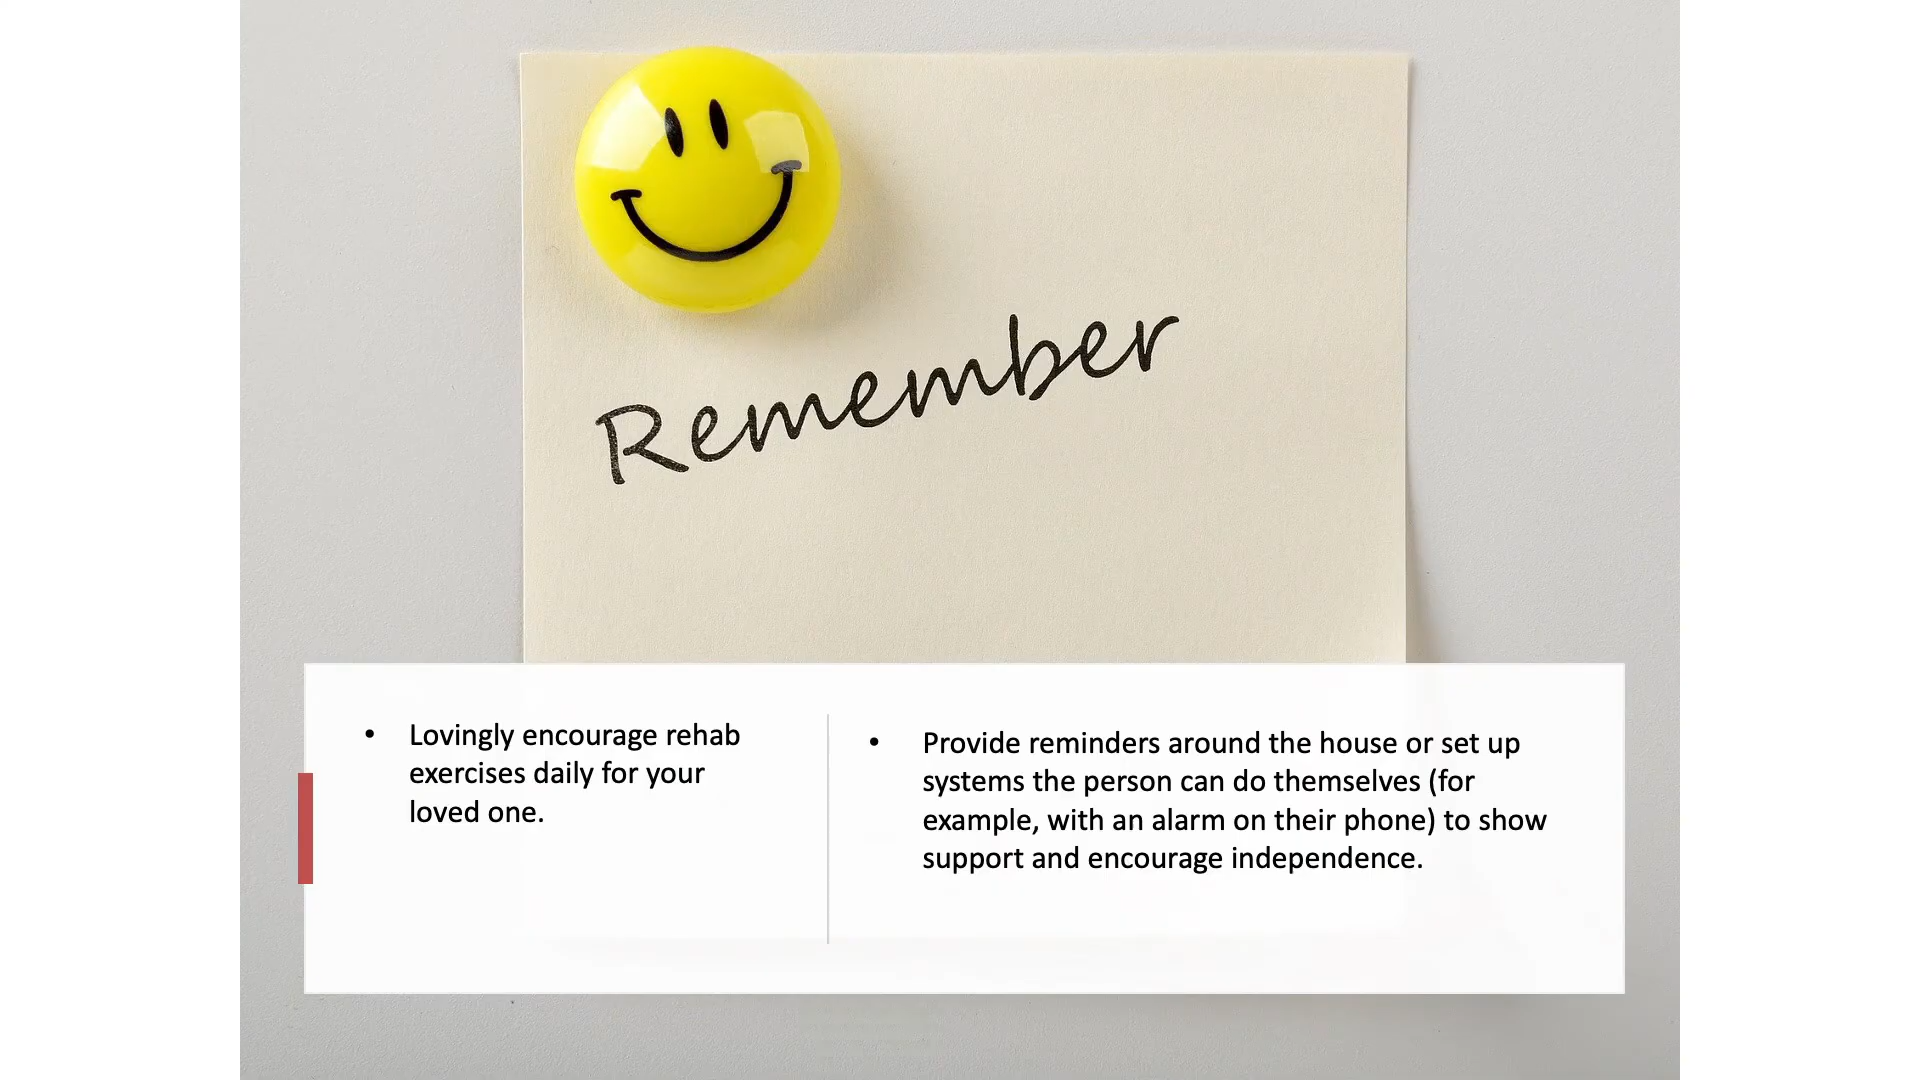 Remember
• Lovingly encourage rehab
exercises daily for your
loved one.
• Provide reminders around the house or set up
systems the person can do themselves (for
example, with an alarm on their phone) to show
support and encourage independence.